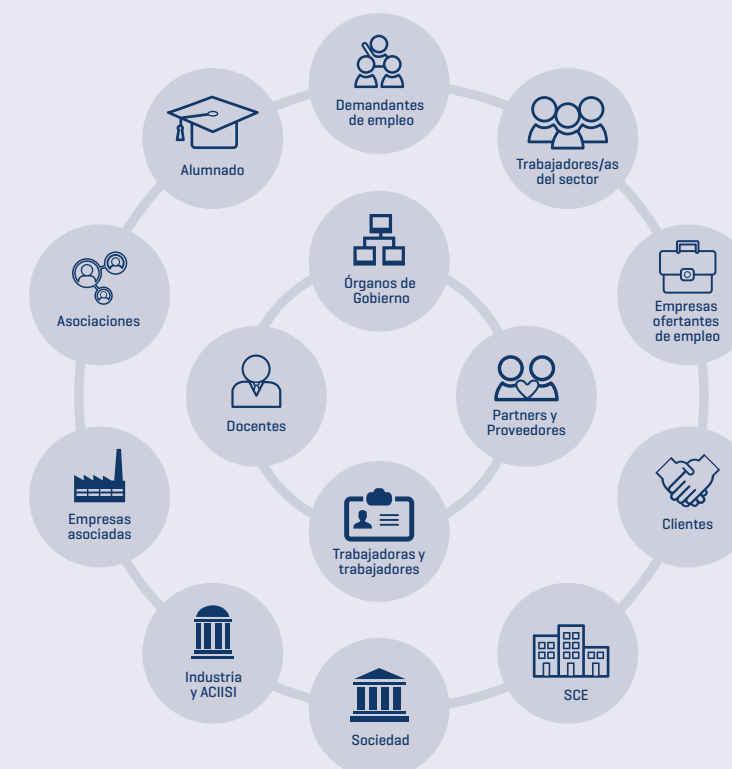 Demandantes
de empleo
Alumnado
Trabajadores/as
del sector
Asociaciones
Órganos de
Gobierno
Empresas
ofertantes
de empleo
Docentes
Partners y
Proveedores
Empresas
asociadas
Trabajadoras y
trabajadores
Clientes
Industria
y ACIISI
SCE
Sociedad